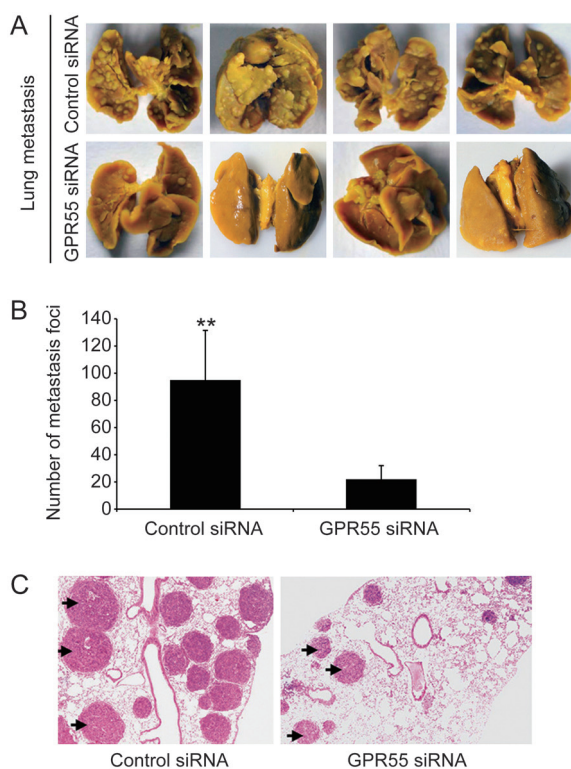 A
Lung metastasis
Control siRNA
GPR55 siRNA
B
Number of metastasis foci
140
120
100
80
60
40
20
0
**
Control siRNA
GPR55 siRNA
C
Control siRNA
GPR55 siRNA